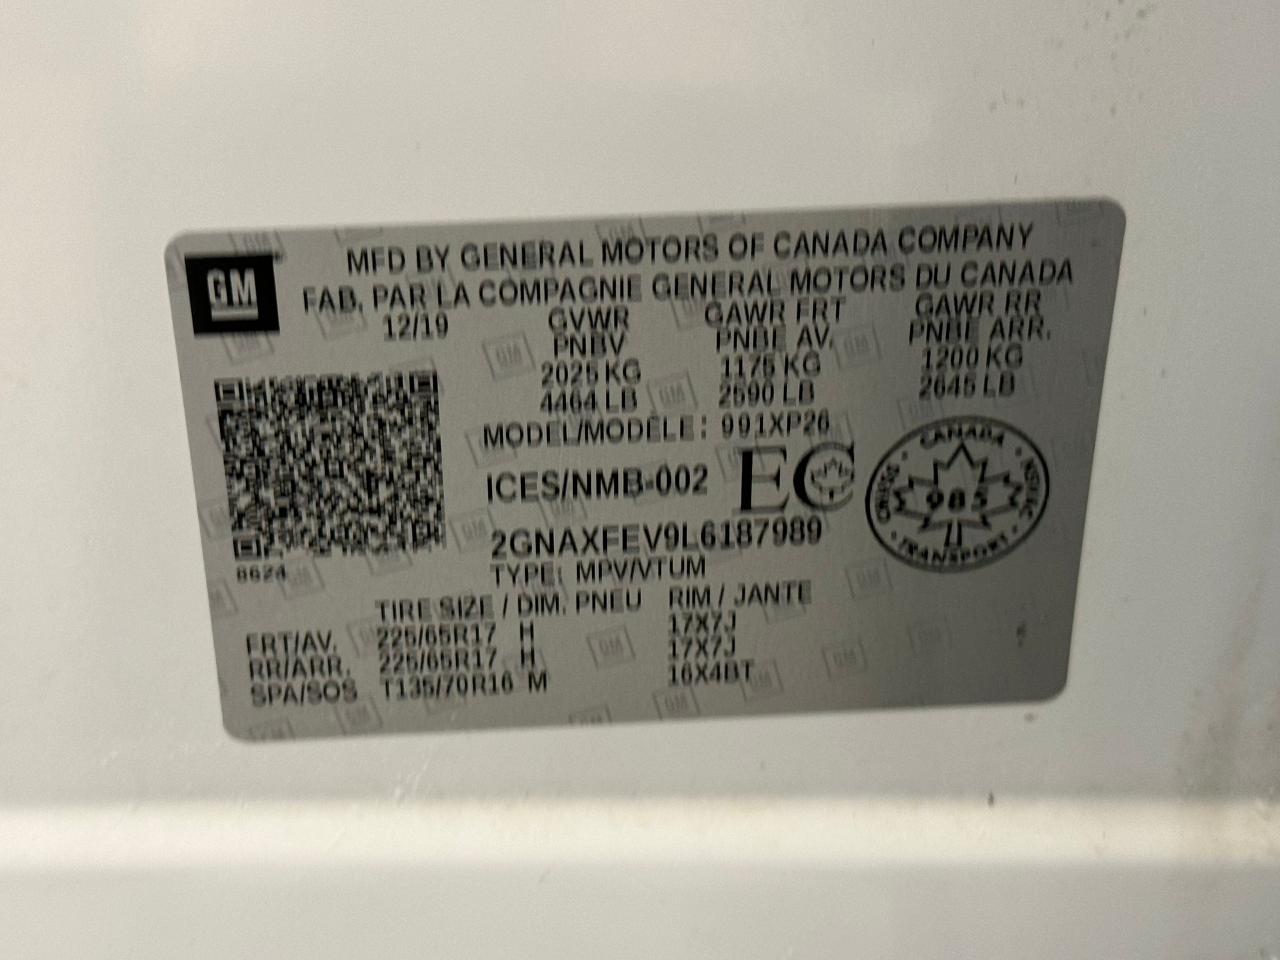 GM
MFD BY GENERAL MOTORS OF CANADA COMPANY
FAB. PAR LA COMPAGNIE GENERAL MOTORS DU CANADA
12/19 GVWR GAWR FRT GAWR RR
PNBV PNBE AV. PNBE ARR.
2025 KG 1175 KG 1200 KG
4464 LB 2590 LB 2645 LB
MODEL/MODÈLE: 991XP26
ICES/NMB-002 EC
CANADA
985
TRANSPORT
2GNAXFEV9L6187989
8624
TYPE: MPV/VTUM
TIRE SIZE / DIM. PNEU RIM / JANTE
FRT/AV. 225/65R17 H 17X7J
RR/ARR. 225/65R17 H 17X7J
SPA/SOS T135/70R16 M 16X4BT